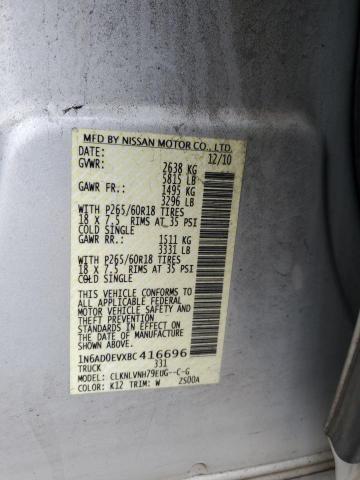 MFD BY NISSAN MOTOR CO., LTD.
DATE: 12/10
GVWR: 2638 KG
5815 LB
GAWR FR.: 1495 KG
3296 LB
WITH P265/60R18 TIRES
18 X 7.5 RIMS AT 35 PSI
COLD SINGLE
GAWR RR.: 1511 KG
3331 LB
WITH P265/60R18 TIRES
18 X 7.5 RIMS AT 35 PSI
COLD SINGLE
THIS VEHICLE CONFORMS TO
ALL APPLICABLE FEDERAL
MOTOR VEHICLE SAFETY AND
THEFT PREVENTION
STANDARDS IN EFFECT ON
THE DATE OF MANUFACTURE
SHOWN ABOVE.
1N6AD0EVXBC416696
TRUCK 331
MODEL: CLKNLVNH79EUG--C-G
COLOR: K12 TRIM: W ZS00A